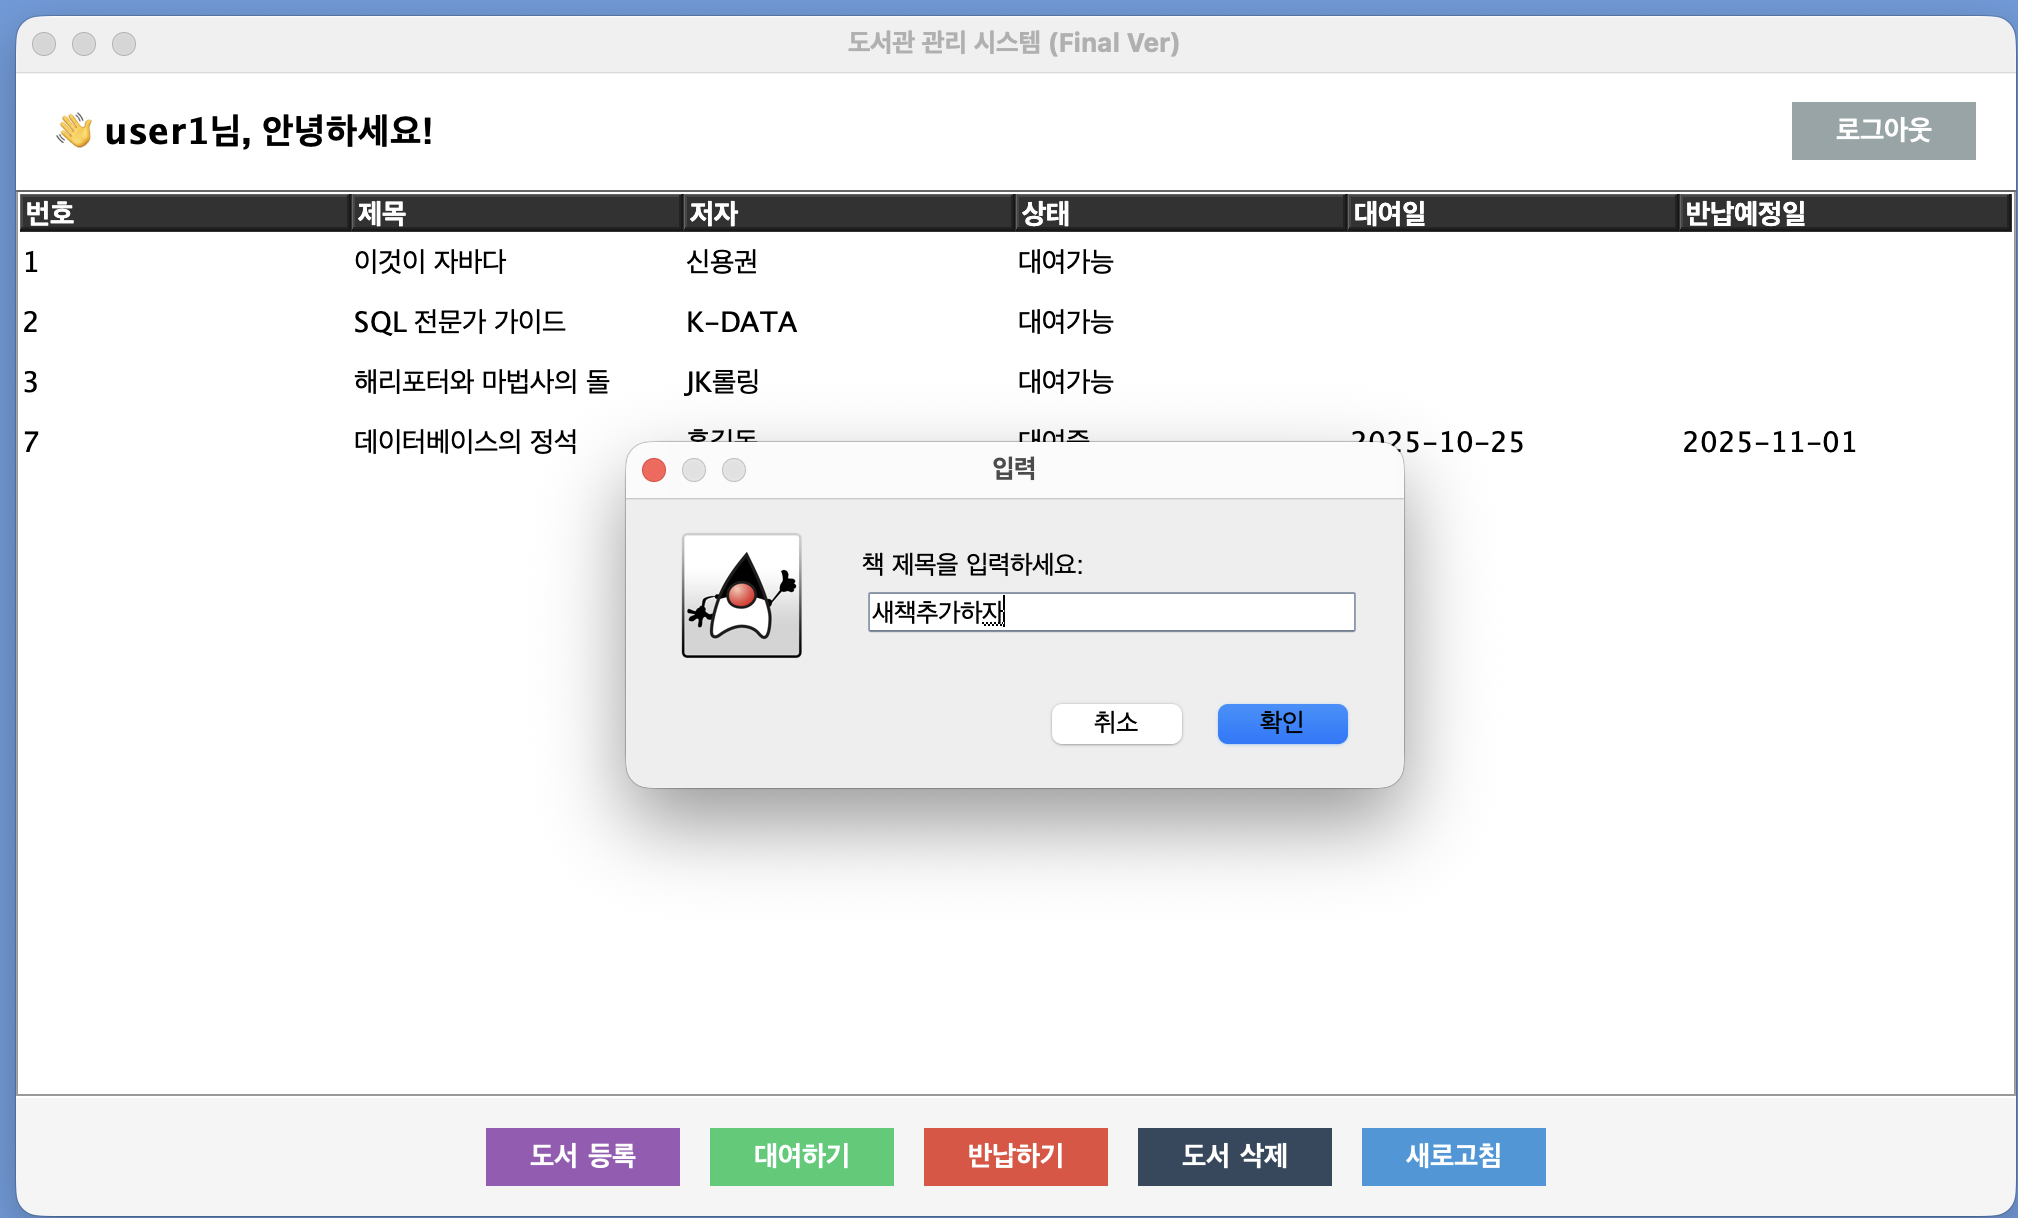 도서관 관리 시스템 (Final Ver)
👋 user1님, 안녕하세요!
로그아웃
번호 제목 저자 상태 대여일 반납예정일
1 이것이 자바다 신용권 대여가능
2 SQL 전문가 가이드 K-DATA 대여가능
3 해리포터와 마법사의 돌 JK롤링 대여가능
7 데이터베이스의 정석 2025-10-25 2025-11-01
입력
책 제목을 입력하세요:
새책추가하자
취소 확인
도서 등록 대여하기 반납하기 도서 삭제 새로고침